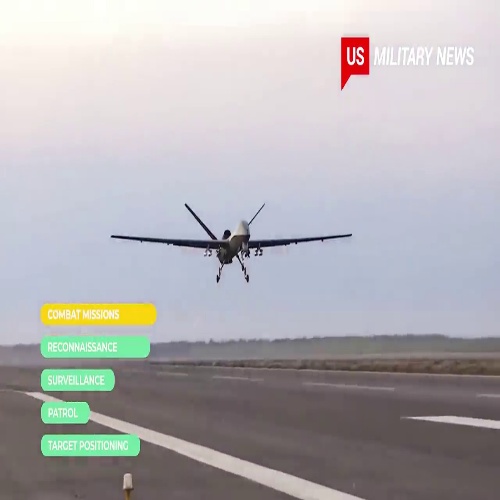 US MILITARY NEWS
COMBAT MISSIONS
RECONNAISSANCE
SURVEILLANCE
PATROL
TARGET POSITIONING